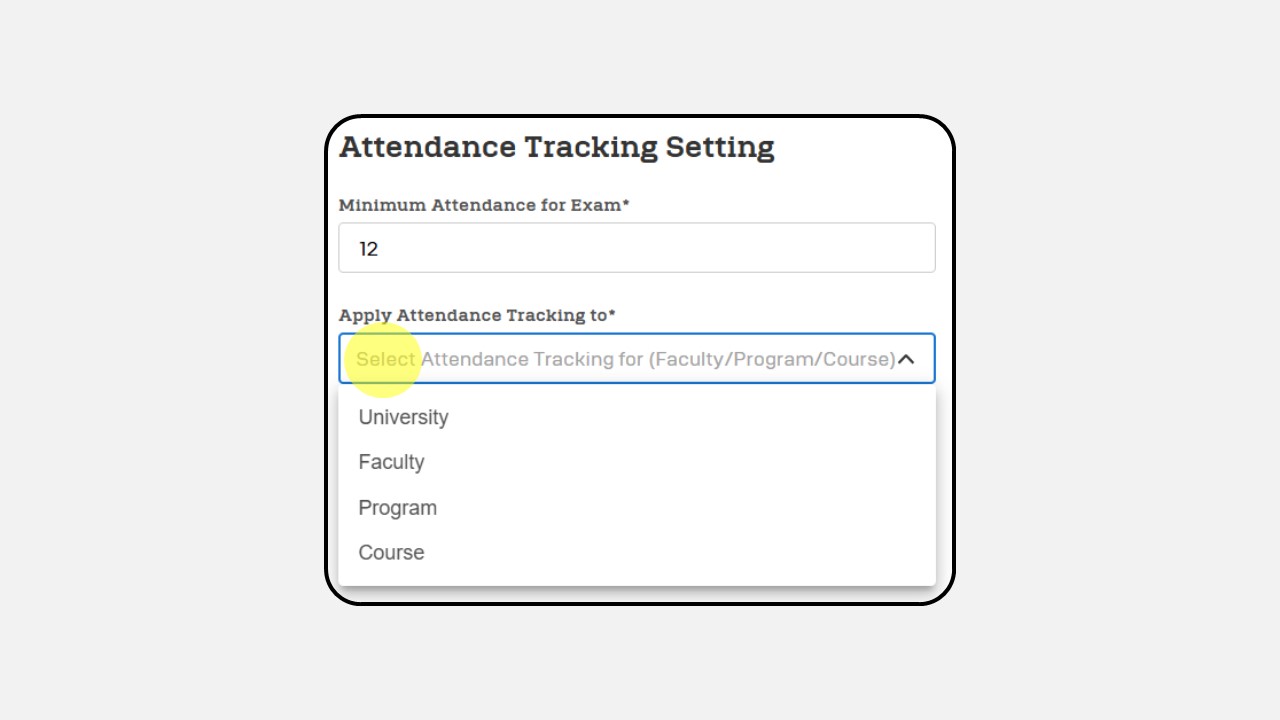 Attendance Tracking Setting
Minimum Attendance for Exam*
12
Apply Attendance Tracking to*
Select Attendance Tracking for (Faculty/Program/Course)
University
Faculty
Program
Course